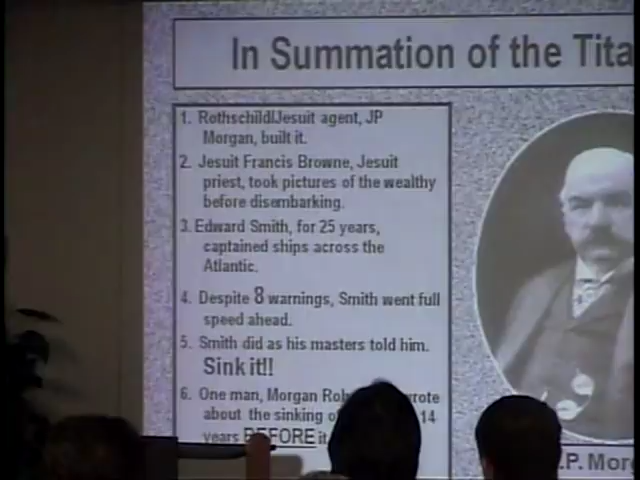 In Summation of the Tita
1. Rothschild/Jesuit agent, JP
Morgan, built it.
2. Jesuit Francis Browne, Jesuit
priest, took pictures of the wealthy
before disembarking.
3. Edward Smith, for 25 years,
captained ships across the
Atlantic.
4. Despite 8 warnings, Smith went full
speed ahead.
5. Smith did as his masters told him.
Sink it!!
6. One man, Morgan Rob wrote
about the sinking o 14
years BEFORE it
J.P. Mor